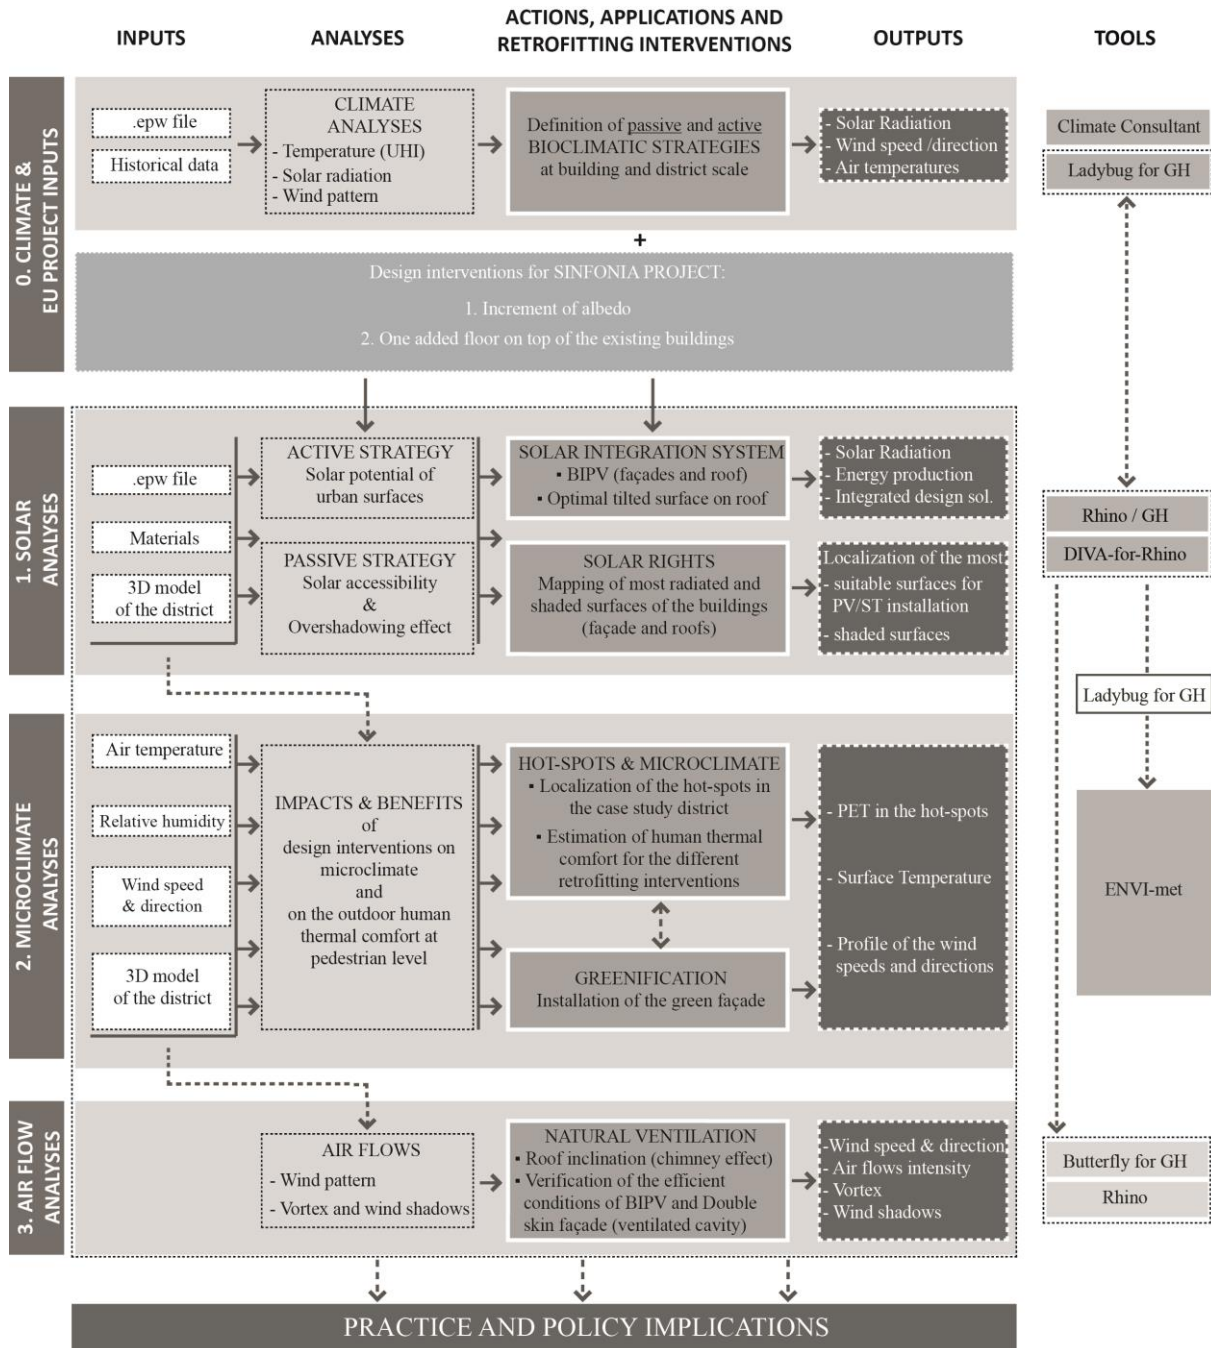 INPUTS
ANALYSES
ACTIONS, APPLICATIONS AND
RETROFITTING INTERVENTIONS
OUTPUTS
TOOLS
0. CLIMATE &
EU PROJECT INPUTS
.epw file
Historical data
CLIMATE
ANALYSES
- Temperature (UHI)
- Solar radiation
- Wind pattern
Definition of passive and active
BIOCLIMATIC STRATEGIES
at building and district scale
- Solar Radiation
- Wind speed /direction
- Air temperatures
Climate Consultant
Ladybug for GH
+
Design interventions for SINFONIA PROJECT:
1. Increment of albedo
2. One added floor on top of the existing buildings
1. SOLAR
ANALYSES
.epw file
Materials
3D model
of the district
ACTIVE STRATEGY
Solar potential of
urban surfaces
PASSIVE STRATEGY
Solar accessibility
&
Overshadowing effect
SOLAR INTEGRATION SYSTEM
▪ BIPV (façades and roof)
▪ Optimal tilted surface on roof
SOLAR RIGHTS
Mapping of most radiated and
shaded surfaces of the buildings
(façade and roofs)
- Solar Radiation
- Energy production
- Integrated design sol.
Localization of the most
- suitable surfaces for
PV/ST installation
- shaded surfaces
Rhino / GH
DIVA-for-Rhino
Ladybug for GH
2. MICROCLIMATE
ANALYSES
Air temperature
Relative humidity
Wind speed
& direction
3D model
of the district
IMPACTS & BENEFITS
of
design interventions on
microclimate
and
on the outdoor human
thermal comfort at
pedestrian level
HOT-SPOTS & MICROCLIMATE
▪ Localization of the hot-spots in
the case study district
▪ Estimation of human thermal
comfort for the different
retrofitting interventions
GREENIFICATION
Installation of the green façade
- PET in the hot-spots
- Surface Temperature
- Profile of the wind
speeds and directions
ENVI-met
3. AIR FLOW
ANALYSES
AIR FLOWS
- Wind pattern
- Vortex and wind shadows
NATURAL VENTILATION
▪ Roof inclination (chimney effect)
▪ Verification of the efficient
conditions of BIPV and Double
skin façade (ventilated cavity)
-Wind speed & direction
- Air flows intensity
- Vortex
- Wind shadows
Butterfly for GH
Rhino
PRACTICE AND POLICY IMPLICATIONS